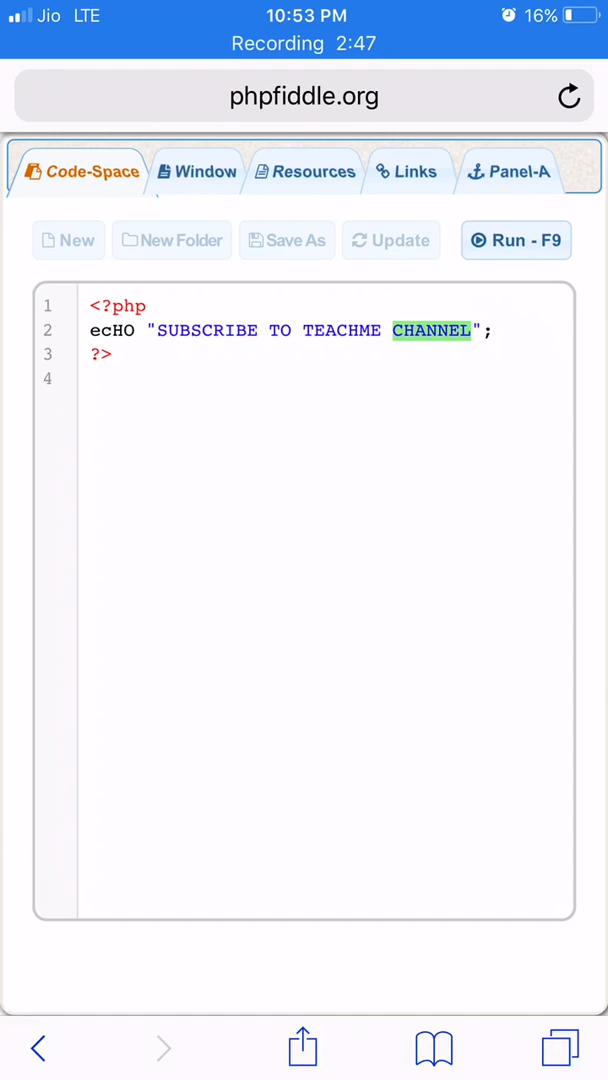 Jio LTE 10:53 PM 16%
Recording 2:47
phpfiddle.org
Code-Space Window Resources Links Panel-A
New New Folder Save As Update Run - F9
1 <?php
2 ecHO "SUBSCRIBE TO TEACHME CHANNEL";
3 ?>
4